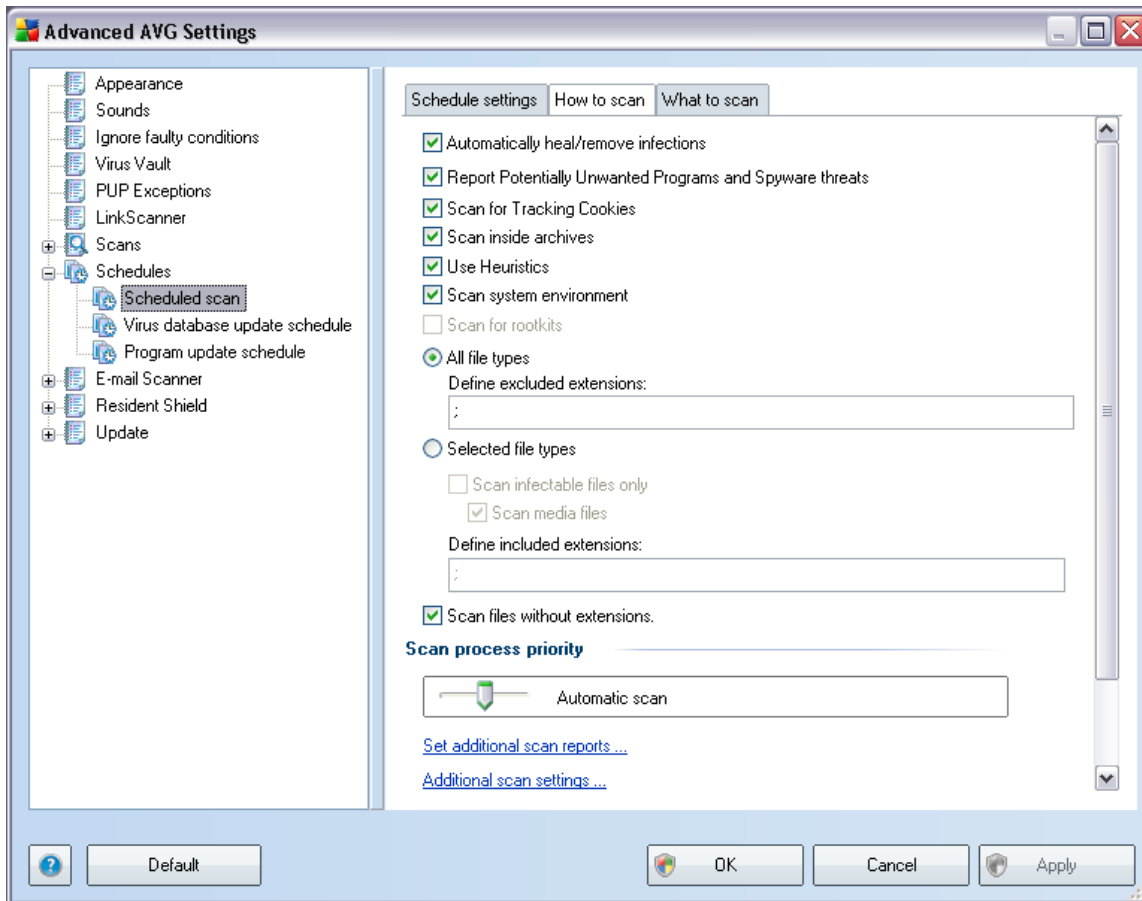 Advanced AVG Settings
Appearance
Sounds
Ignore faulty conditions
Virus Vault
PUP Exceptions
LinkScanner
Scans
Schedules
Scheduled scan
Virus database update schedule
Program update schedule
E-mail Scanner
Resident Shield
Update
Schedule settings
How to scan
What to scan
Automatically heal/remove infections
Report Potentially Unwanted Programs and Spyware threats
Scan for Tracking Cookies
Scan inside archives
Use Heuristics
Scan system environment
Scan for rootkits
All file types
Define excluded extensions:
;
Selected file types
Scan infectable files only
Scan media files
Define included extensions:
;
Scan files without extensions.
Scan process priority
Automatic scan
Set additional scan reports ...
Additional scan settings ...
?
Default
OK
Cancel
Apply